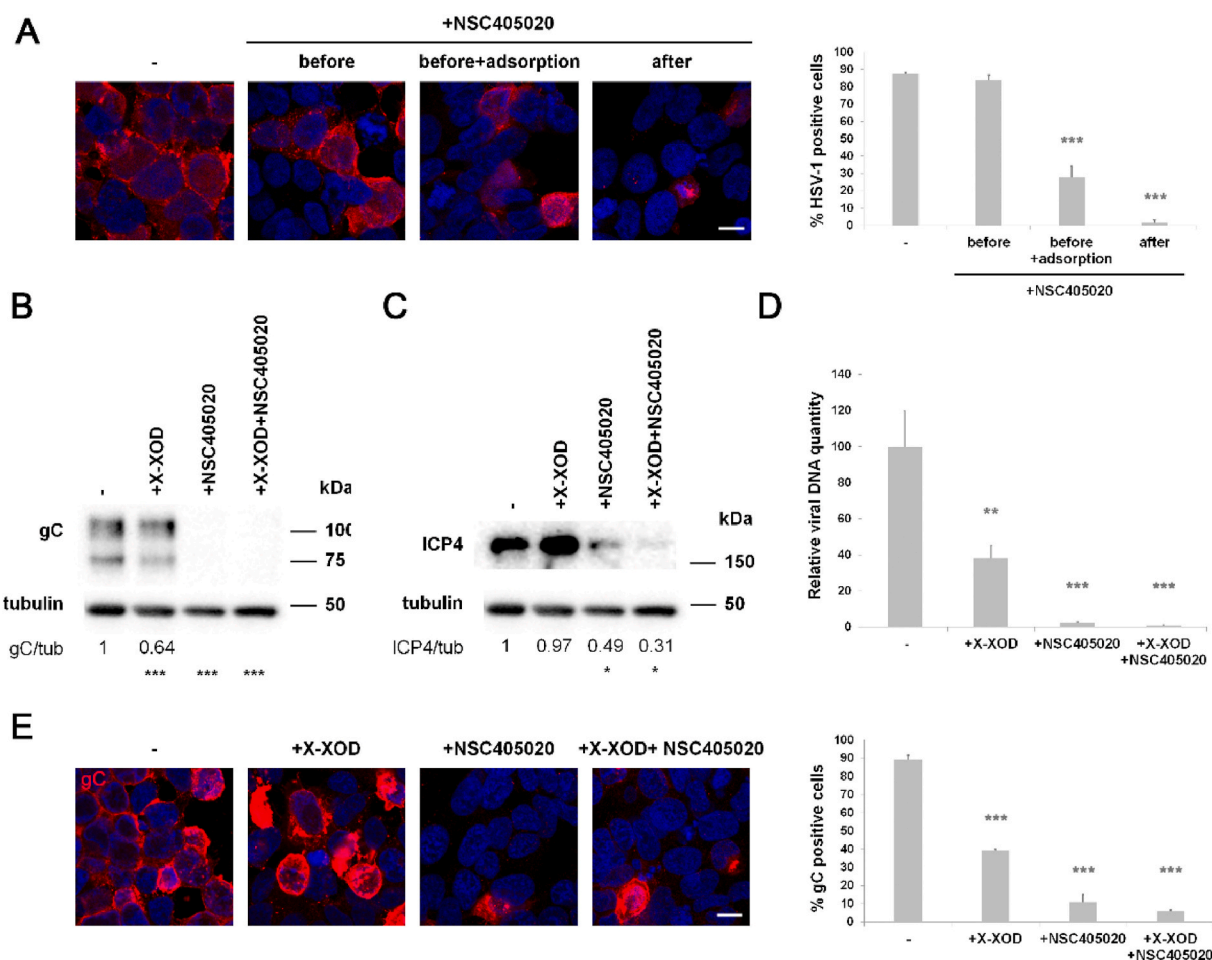 A
+NSC405020
-
before
before+adsorption
after
% HSV-1 positive cells
100
90
80
70
60
50
40
30
20
10
0
***
***
-
before
before
+adsorption
after
+NSC405020
B
-
+X-XOD
+NSC405020
+X-XOD+NSC405020
kDa
gC
100
75
tubulin
50
gC/tub
1
0.64
***
***
***
C
-
+X-XOD
+NSC405020
+X-XOD+NSC405020
kDa
ICP4
150
tubulin
50
ICP4/tub
1
0.97
0.49
0.31
*
*
D
Relative viral DNA quantity
140
120
100
80
60
40
20
0
**
***
***
-
+X-XOD
+NSC405020
+X-XOD
+NSC405020
E
-
+X-XOD
+NSC405020
+X-XOD+ NSC405020
gC
% gC positive cells
100
90
80
70
60
50
40
30
20
10
0
***
***
***
-
+X-XOD
+NSC405020
+X-XOD
+NSC405020